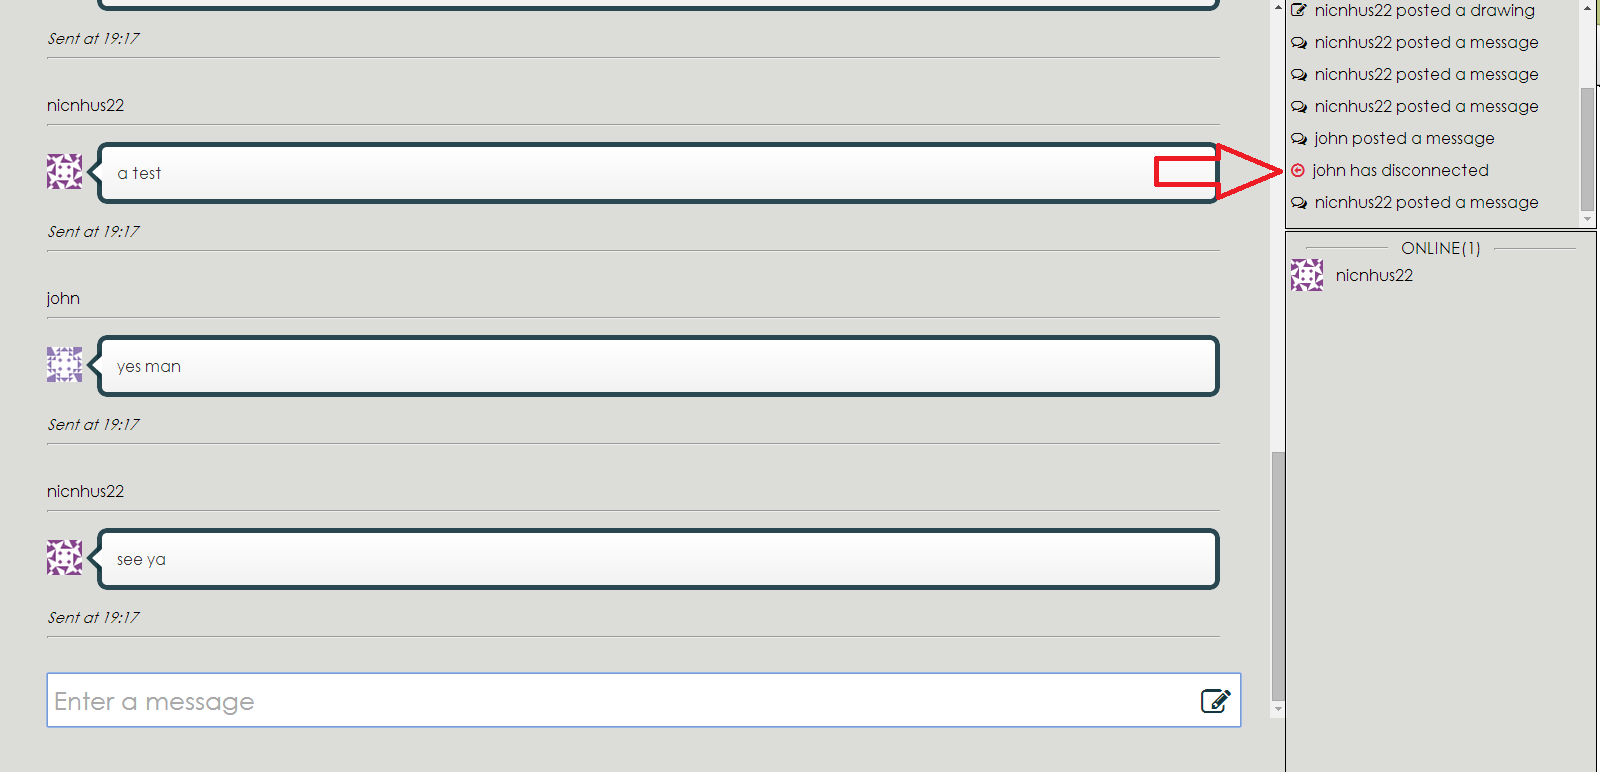 Sent at 19:17
nicnhus22
a test
Sent at 19:17
john
yes man
Sent at 19:17
nicnhus22
see ya
Sent at 19:17
Enter a message
nicnhus22 posted a drawing
nicnhus22 posted a message
nicnhus22 posted a message
nicnhus22 posted a message
john posted a message
john has disconnected
nicnhus22 posted a message
ONLINE(1)
nicnhus22